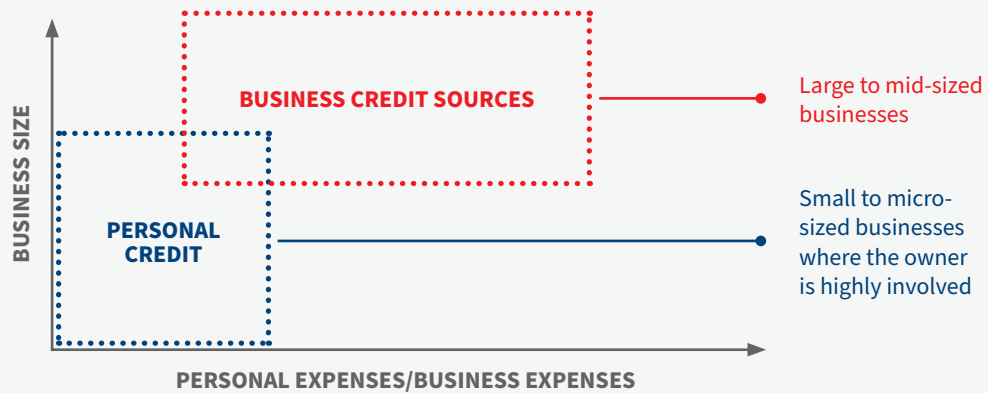 BUSINESS SIZE
BUSINESS CREDIT SOURCES
Large to mid-sized
businesses
PERSONAL
CREDIT
Small to micro-
sized businesses
where the owner
is highly involved
PERSONAL EXPENSES/BUSINESS EXPENSES